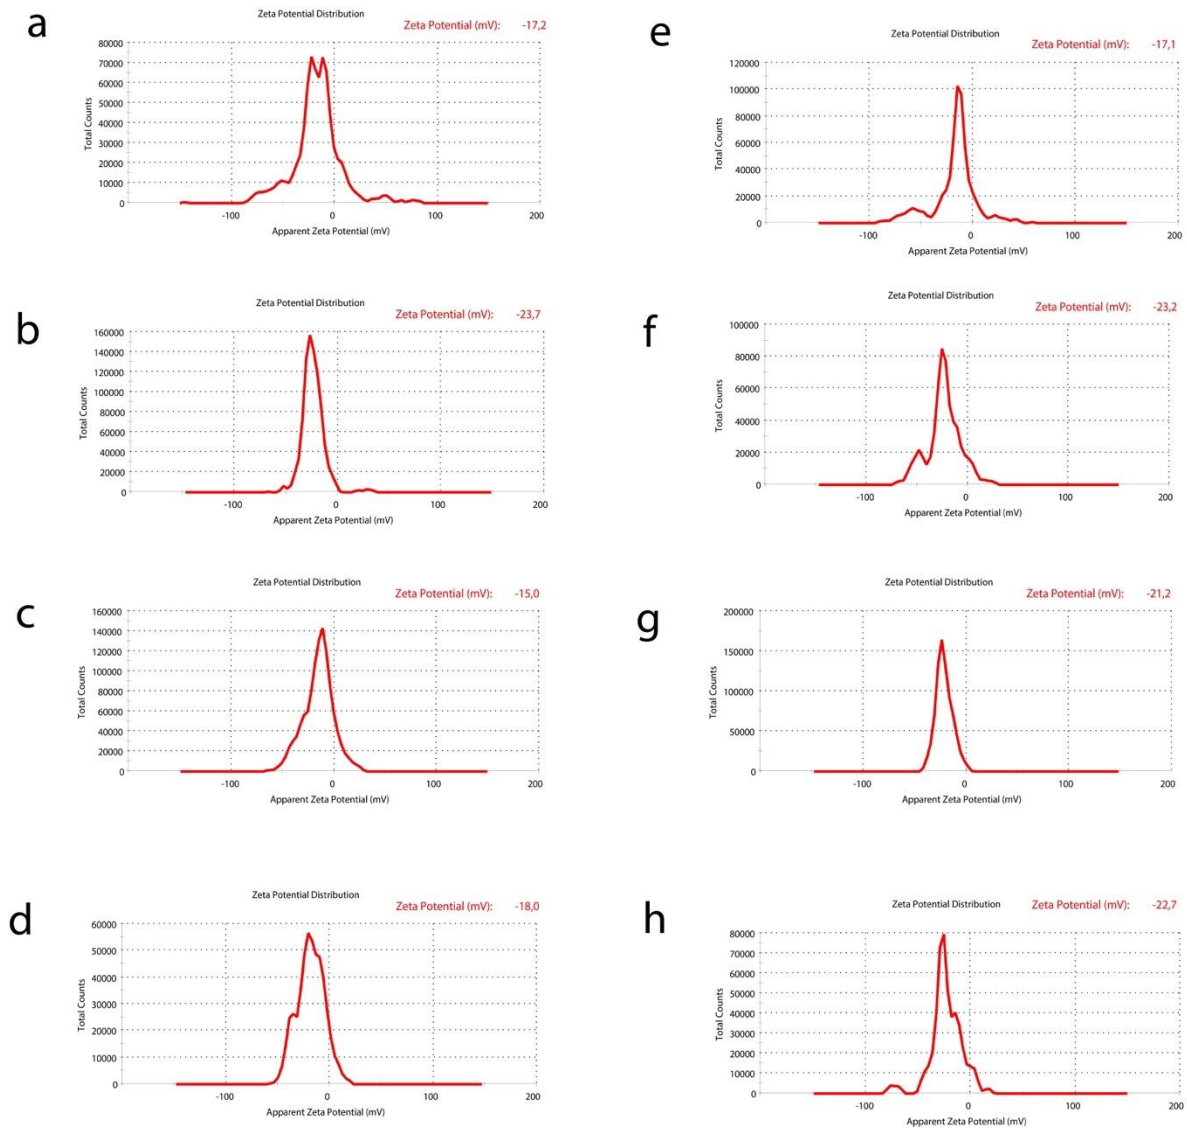 a
Zeta Potential Distribution
Zeta Potential (mV): -17,2
Total Counts
80000
70000
60000
50000
40000
30000
20000
10000
0
-100 0 100 200
Apparent Zeta Potential (mV)
b
Zeta Potential Distribution
Zeta Potential (mV): -23,7
Total Counts
160000
140000
120000
100000
80000
60000
40000
20000
0
-100 0 100 200
Apparent Zeta Potential (mV)
c
Zeta Potential Distribution
Zeta Potential (mV): -15,0
Total Counts
160000
140000
120000
100000
80000
60000
40000
20000
0
-100 0 100 200
Apparent Zeta Potential (mV)
d
Zeta Potential Distribution
Zeta Potential (mV): -18,0
Total Counts
60000
50000
40000
30000
20000
10000
0
-100 0 100 200
Apparent Zeta Potential (mV)
e
Zeta Potential Distribution
Zeta Potential (mV): -17,1
Total Counts
120000
100000
80000
60000
40000
20000
0
-100 0 100 200
Apparent Zeta Potential (mV)
f
Zeta Potential Distribution
Zeta Potential (mV): -23,2
Total Counts
100000
80000
60000
40000
20000
0
-100 0 100 200
Apparent Zeta Potential (mV)
g
Zeta Potential Distribution
Zeta Potential (mV): -21,2
Total Counts
200000
150000
100000
50000
0
-100 0 100 200
Apparent Zeta Potential (mV)
h
Zeta Potential Distribution
Zeta Potential (mV): -22,7
Total Counts
80000
70000
60000
50000
40000
30000
20000
10000
0
-100 0 100 200
Apparent Zeta Potential (mV)